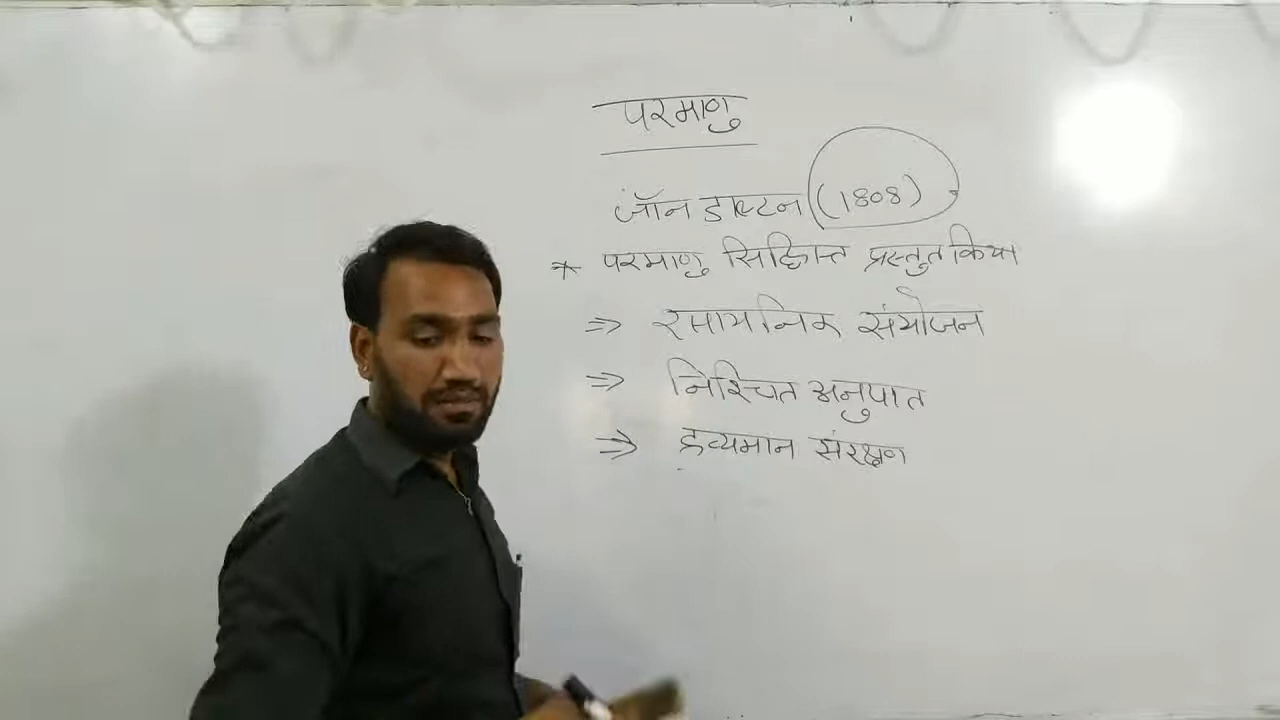 परमाणु
जॉन डाल्टन (1808)
* परमाणु सिद्धान्त प्रस्तुत किया
⇒ रसायनिक संयोजन
⇒ निश्चित अनुपात
⇒ द्रव्यमान संरक्षण